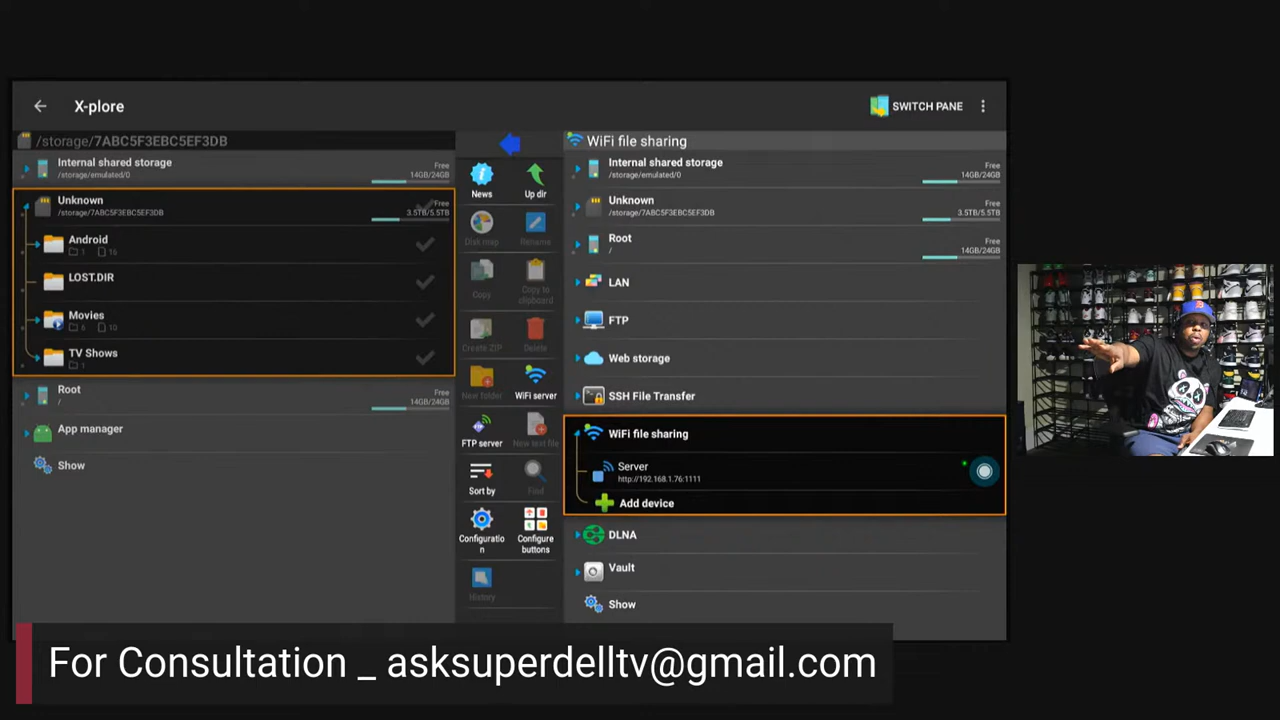 X-plore
SWITCH PANE
/storage/7ABC5F3EBC5EF3DB
Internal shared storage
/storage/emulated/0
Free
14GB/24GB
Unknown
/storage/7ABC5F3EBC5EF3DB
Free
3.5TB/5.5TB
Android
1 16
LOST.DIR
Movies
6 10
TV Shows
1
Root
/
Free
14GB/24GB
App manager
Show
News
Up dir
Disk map
Rename
Copy
Copy to
clipboard
Create ZIP
Delete
New folder
WiFi server
FTP server
New text file
Sort by
Find
Configuratio
n
Configure
buttons
History
WiFi file sharing
Internal shared storage
/storage/emulated/0
Free
14GB/24GB
Unknown
/storage/7ABC5F3EBC5EF3DB
Free
3.5TB/5.5TB
Root
/
Free
14GB/24GB
LAN
FTP
Web storage
SSH File Transfer
WiFi file sharing
Server
http://192.168.1.76:1111
Add device
DLNA
Vault
Show
For Consultation _ asksuperdelltv@gmail.com